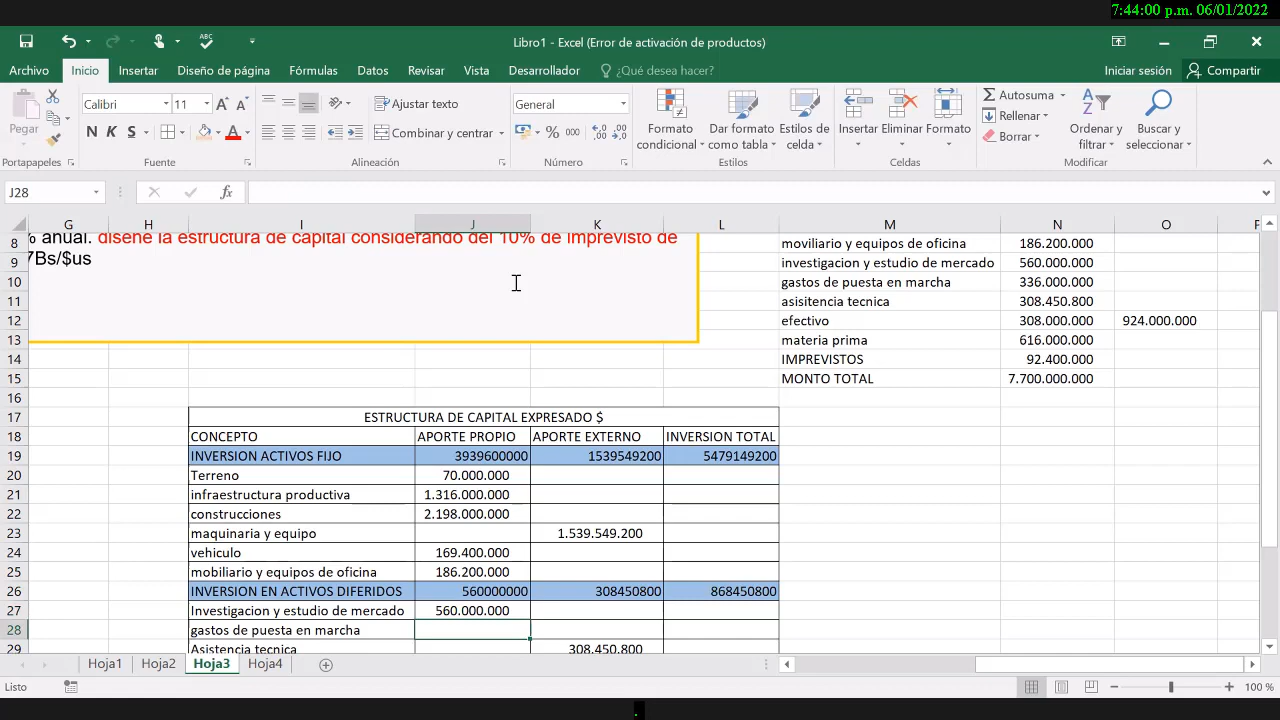 7:44:00 p.m. 06/01/2022
Libro1 - Excel (Error de activación de productos)
Archivo Inicio Insertar Diseño de página Fórmulas Datos Revisar Vista Desarrollador ¿Qué desea hacer? Iniciar sesión Compartir
Pegar
Calibri 11
N K S
Ajustar texto
Combinar y centrar
General
% 000
Formato condicional
Dar formato como tabla
Estilos de celda
Insertar Eliminar Formato
Autosuma
Rellenar
Borrar
Ordenar y filtrar
Buscar y seleccionar
Portapapeles Fuente Alineación Número Estilos Celdas Modificar
J28 fx
G H I J K L M N O P
8 % anual. diseñe la estructura de capital considerando del 10% de imprevisto de moviliario y equipos de oficina 186.200.000
9 7Bs/$us investigacion y estudio de mercado 560.000.000
10 gastos de puesta en marcha 336.000.000
11 asisitencia tecnica 308.450.800
12 efectivo 308.000.000 924.000.000
13 materia prima 616.000.000
14 IMPREVISTOS 92.400.000
15 MONTO TOTAL 7.700.000.000
16
17 ESTRUCTURA DE CAPITAL EXPRESADO $
18 CONCEPTO APORTE PROPIO APORTE EXTERNO INVERSION TOTAL
19 INVERSION ACTIVOS FIJO 3939600000 1539549200 5479149200
20 Terreno 70.000.000
21 infraestructura productiva 1.316.000.000
22 construcciones 2.198.000.000
23 maquinaria y equipo 1.539.549.200
24 vehiculo 169.400.000
25 mobiliario y equipos de oficina 186.200.000
26 INVERSION EN ACTIVOS DIFERIDOS 560000000 308450800 868450800
27 Investigacion y estudio de mercado 560.000.000
28 gastos de puesta en marcha
29 Asistencia tecnica 308.450.800
Hoja1 Hoja2 Hoja3 Hoja4
Listo 100 %